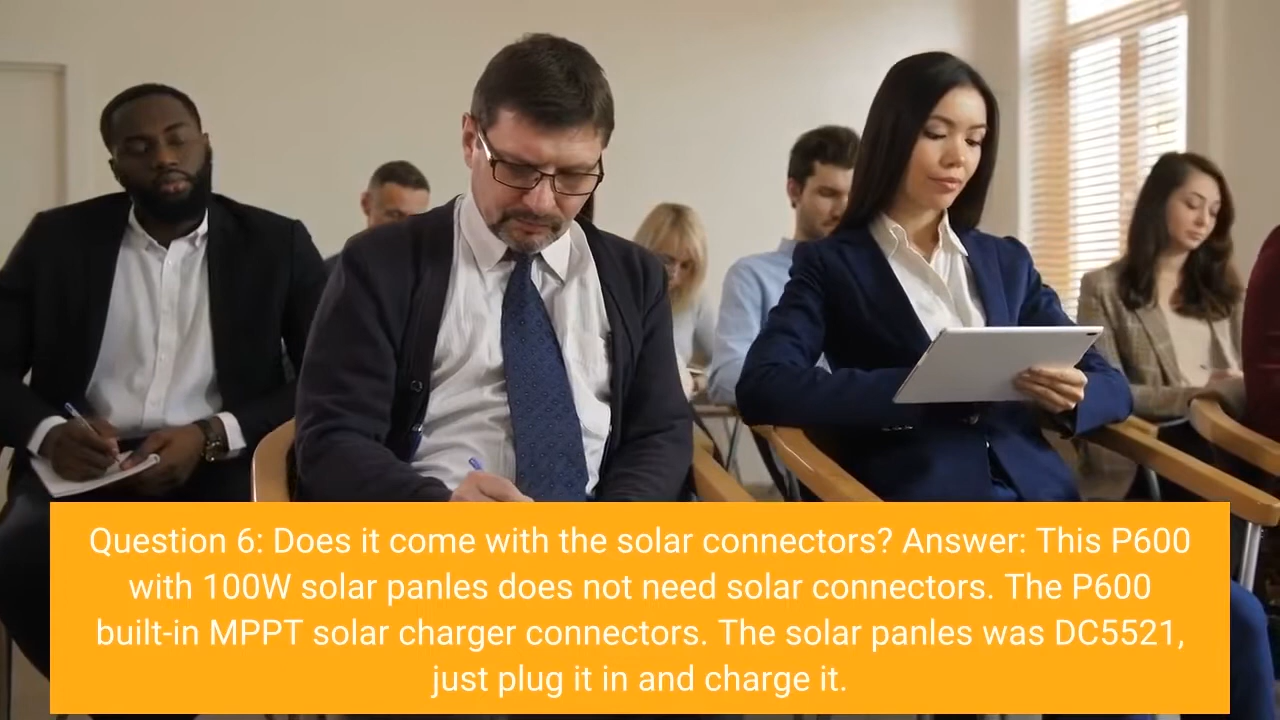 Question 6: Does it come with the solar connectors? Answer: This P600
with 100W solar panles does not need solar connectors. The P600
built-in MPPT solar charger connectors. The solar panles was DC5521,
just plug it in and charge it.